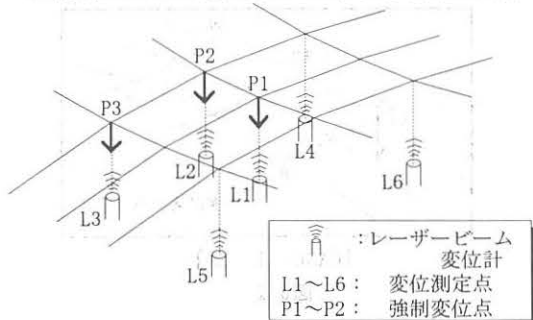 P2
P1
P3
L4
L2
L1
L6
L3
L5
:レーザービーム
変位計
L1~L6: 変位測定点
P1~P2: 強制変位点